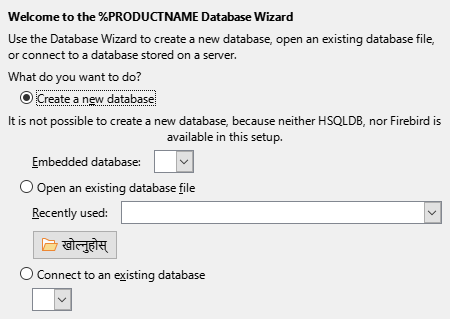 Welcome to the %PRODUCTNAME Database Wizard
Use the Database Wizard to create a new database, open an existing database file,
or connect to a database stored on a server.
What do you want to do?
Create a new database
It is not possible to create a new database, because neither HSQLDB, nor Firebird is
available in this setup.
Embedded database:
Open an existing database file
Recently used:
खोल्नुहोस्
Connect to an existing database